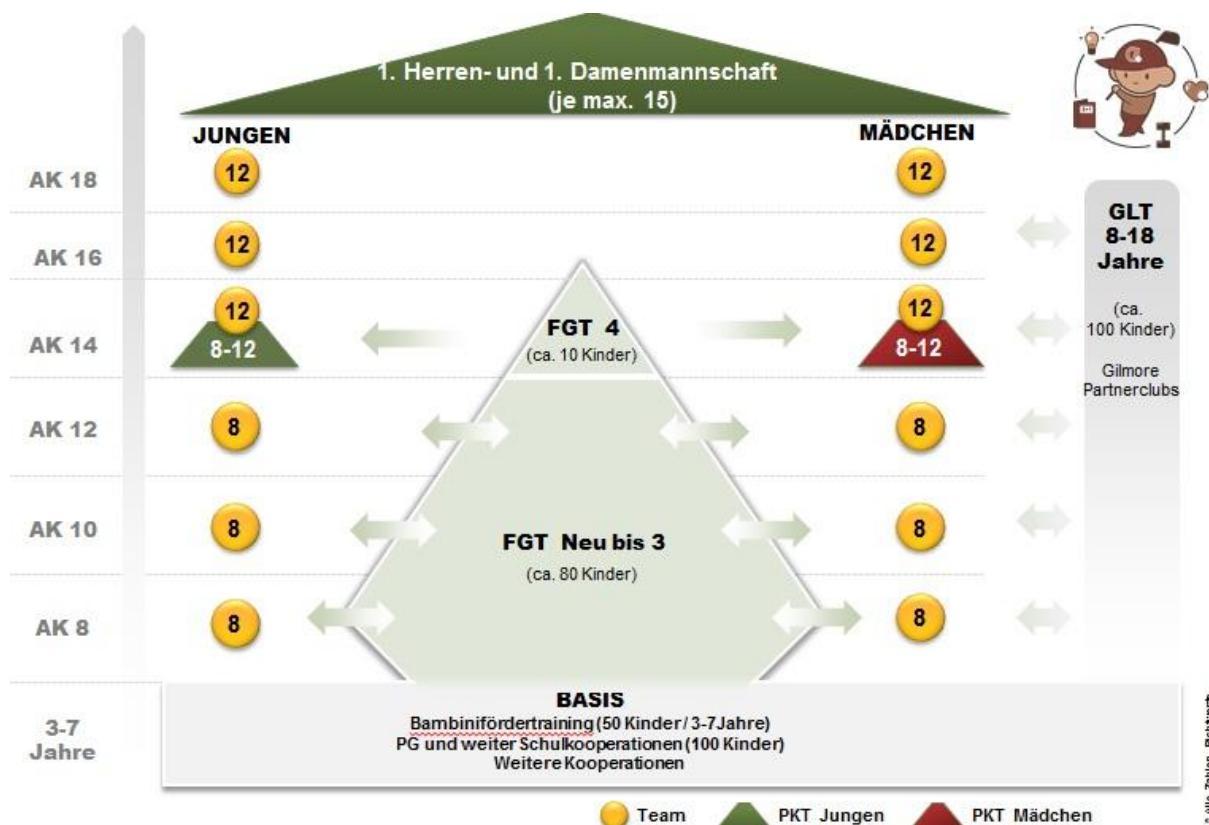 1. Herren- und 1. Damenmannschaft
(je max. 15)
JUNGEN
MÄDCHEN
AK 18
12
12
GLT
8-18
Jahre
(ca.
100 Kinder)
Gilmore
Partnerclubs
AK 16
12
12
AK 14
12
8-12
FGT 4
(ca. 10 Kinder)
12
8-12
AK 12
8
8
AK 10
8
FGT Neu bis 3
(ca. 80 Kinder)
8
AK 8
8
8
3-7
Jahre
BASIS
Bambinifördertraining (50 Kinder / 3-7Jahre)
PG und weiter Schulkooperationen (100 Kinder)
Weitere Kooperationen
Team
PKT Jungen
PKT Mädchen